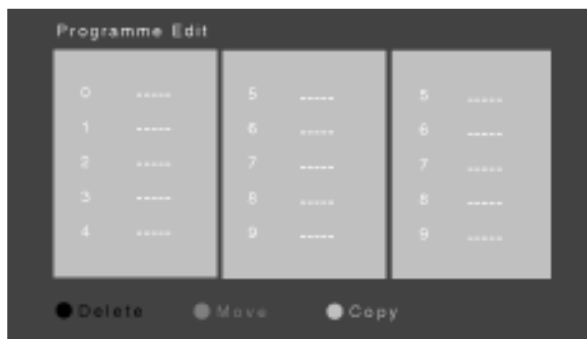 Programme Edit
0 ----- 5 ----- 5 -----
1 ----- 6 ----- 6 -----
2 ----- 7 ----- 7 -----
3 ----- 8 ----- 8 -----
4 ----- 9 ----- 9 -----
Delete Move Copy